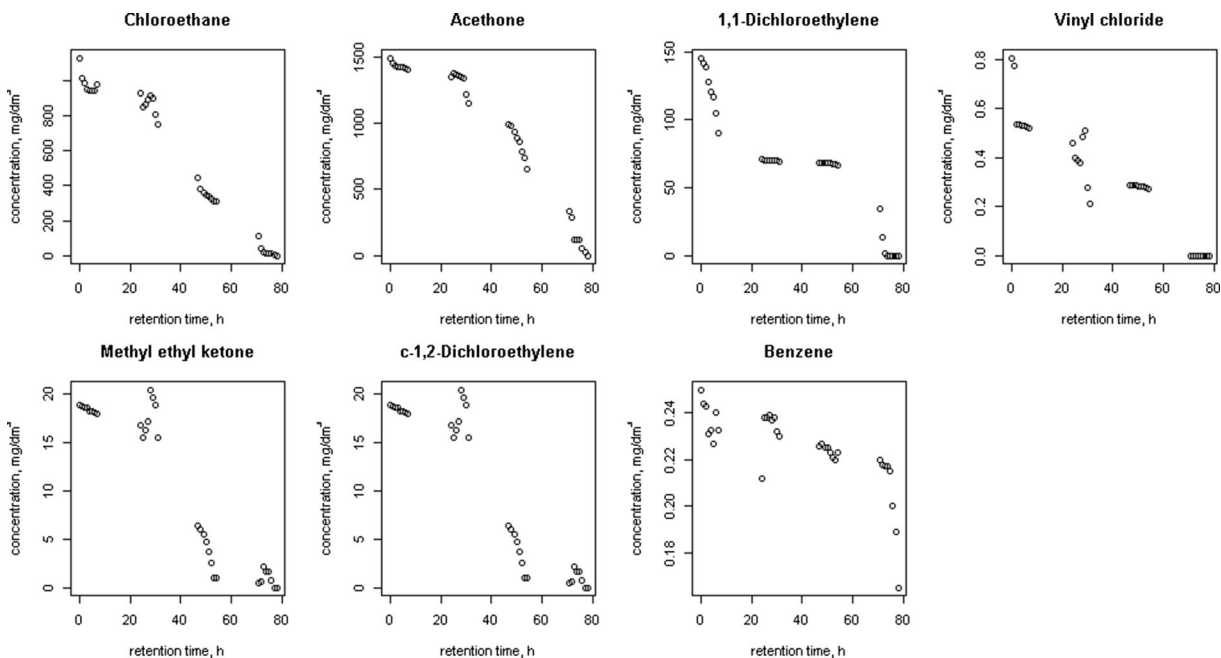 Chloroethane
concentration, mg/dm³
0 200 400 600 800
0 20 40 60 80
retention time, h
Acethone
concentration, mg/dm³
0 500 1000 1500
0 20 40 60 80
retention time, h
1,1-Dichloroethylene
concentration, mg/dm³
0 50 100 150
0 20 40 60 80
retention time, h
Vinyl chloride
concentration, mg/dm³
0.0 0.2 0.4 0.6 0.8
0 20 40 60 80
retention time, h
Methyl ethyl ketone
concentration, mg/dm³
0 5 10 15 20
0 20 40 60 80
retention time, h
c-1,2-Dichloroethylene
concentration, mg/dm³
0 5 10 15 20
0 20 40 60 80
retention time, h
Benzene
concentration, mg/dm³
0.18 0.20 0.22 0.24
0 20 40 60 80
retention time, h